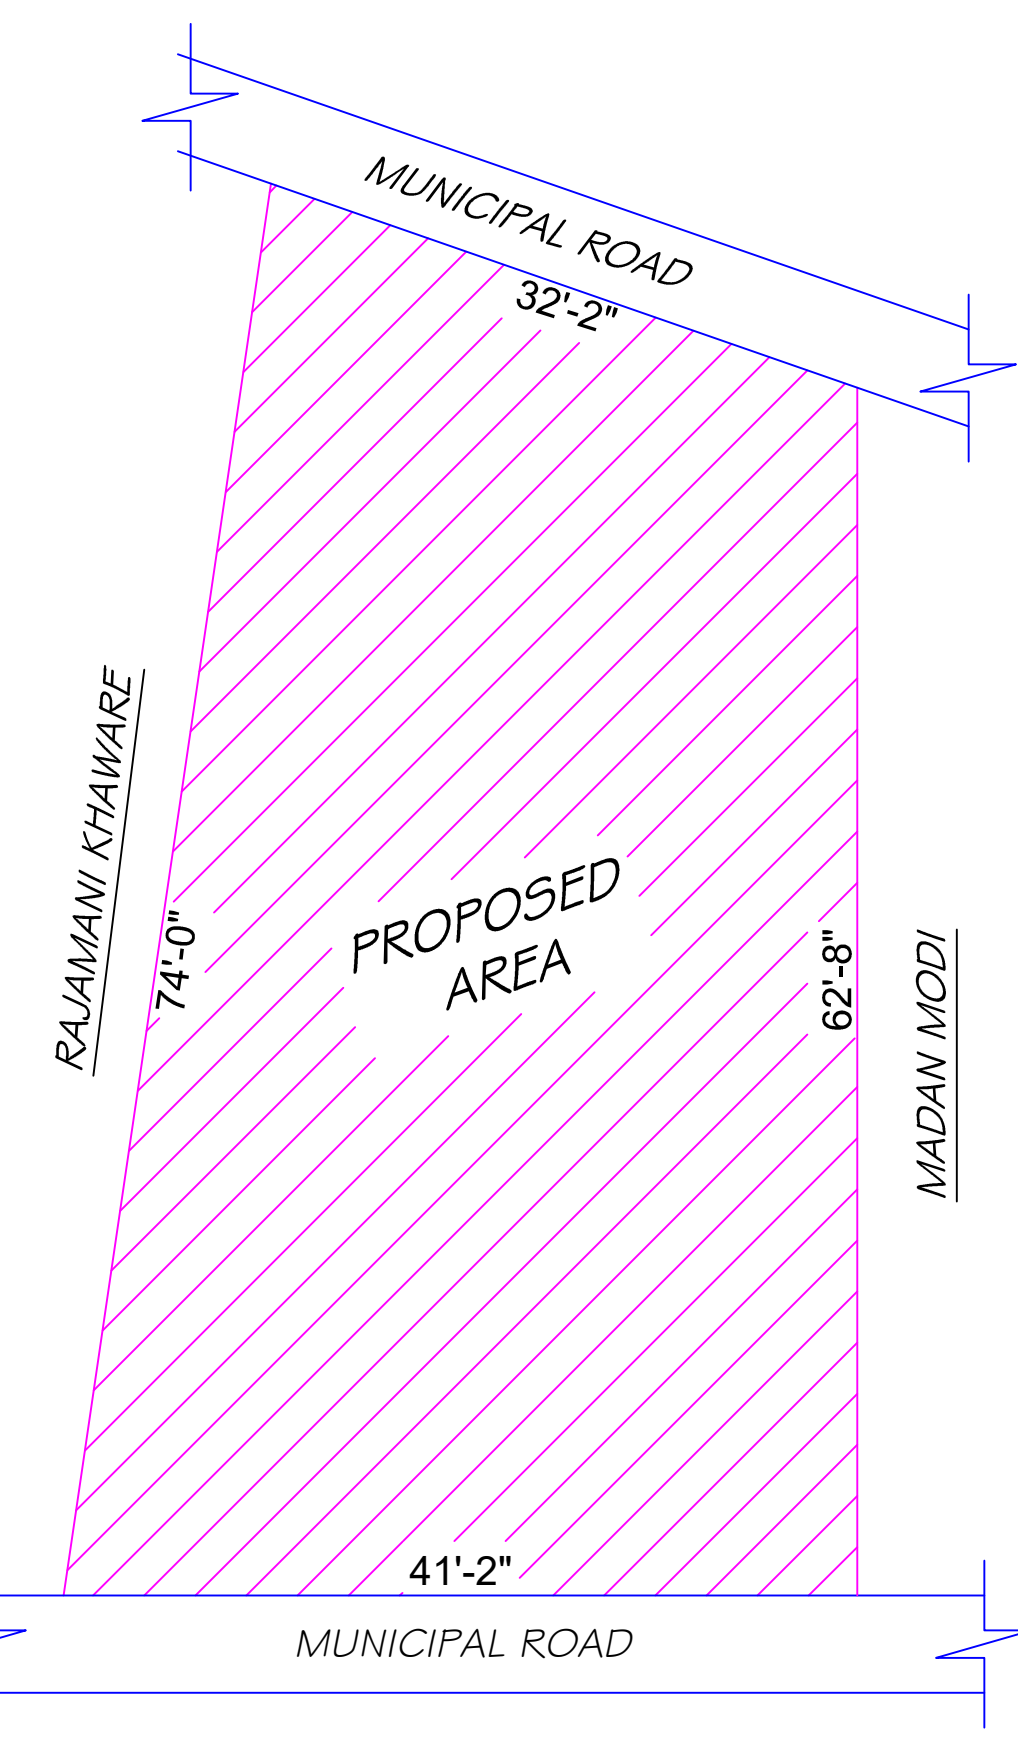 MUNICIPAL ROAD
32'-2"
RAJAMANI KHAWARE
74'-0"
PROPOSED
AREA
62'-8"
MADAN MODI
41'-2"
MUNICIPAL ROAD